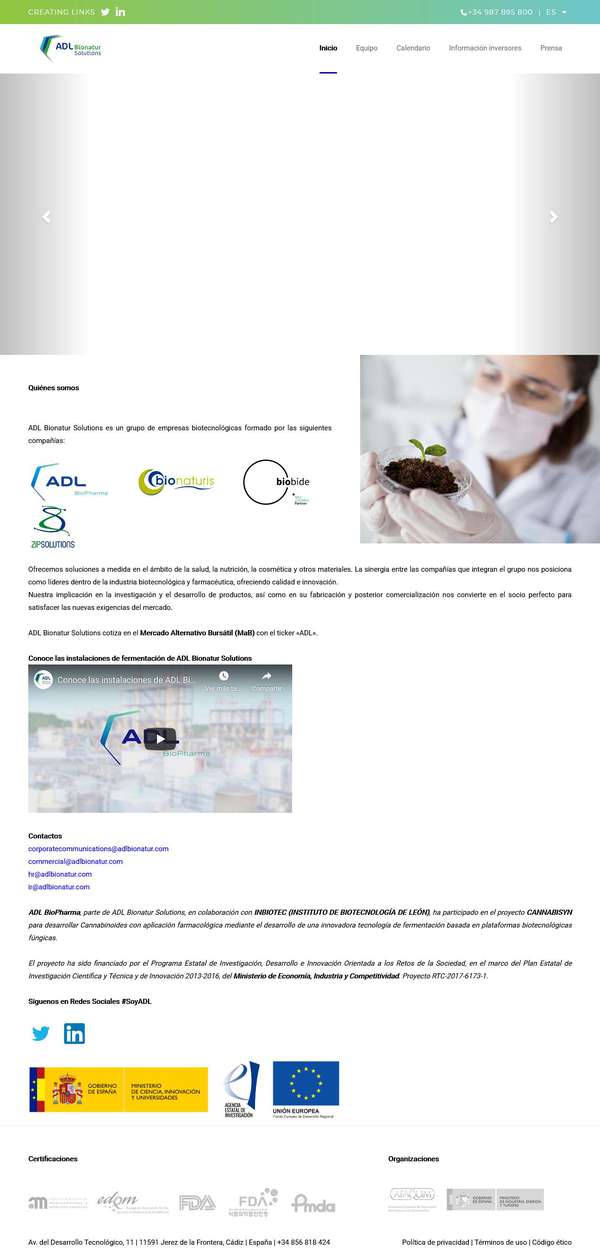 CREATING LINKS
+34 987 895 800 | ES
ADL Bionatur Solutions
Inicio Equipo Calendario Información inversores Prensa
Quiénes somos
ADL Bionatur Solutions es un grupo de empresas biotecnológicas formado por las siguientes
compañías:
ADL BioPharma
bionaturis
biobide
Partner
ZIPSOLUTIONS
Ofrecemos soluciones a medida en el ámbito de la salud, la nutrición, la cosmética y otros materiales. La sinergia entre las compañías que integran el grupo nos posiciona
como líderes dentro de la industria biotecnológica y farmacéutica, ofreciendo calidad e innovación.
Nuestra implicación en la investigación y el desarrollo de productos, así como en su fabricación y posterior comercialización nos convierte en el socio perfecto para
satisfacer las nuevas exigencias del mercado.
ADL Bionatur Solutions cotiza en el Mercado Alternativo Bursátil (MaB) con el ticker «ADL».
Conoce las instalaciones de fermentación de ADL Bionatur Solutions
Conoce las instalaciones de ADL Bi...
Ver más ta...
Compartir
ADL
BioPharma
Contactos
corporatecommunications@adlbionatur.com
commercial@adlbionatur.com
hr@adlbionatur.com
ir@adlbionatur.com
ADL BioPharma, parte de ADL Bionatur Solutions, en colaboración con INBIOTEC (INSTITUTO DE BIOTECNOLOGÍA DE LEÓN), ha participado en el proyecto CANNABISYN
para desarrollar Cannabinoides con aplicación farmacológica mediante el desarrollo de una innovadora tecnología de fermentación basada en plataformas biotecnológicas
fúngicas.
El proyecto ha sido financiado por el Programa Estatal de Investigación, Desarrollo e Innovación Orientada a los Retos de la Sociedad, en el marco del Plan Estatal de
Investigación Científica y Técnica y de Innovación 2013-2016, del Ministerio de Economía, Industria y Competitividad. Proyecto RTC-2017-6173-1.
Síguenos en Redes Sociales #SoyADL
GOBIERNO DE ESPAÑA
MINISTERIO DE CIENCIA, INNOVACIÓN Y UNIVERSIDADES
AGENCIA ESTATAL DE INVESTIGACIÓN
UNIÓN EUROPEA
Fondo Europeo de Desarrollo Regional
Certificaciones
Organizaciones
edqm
FDA
FDA
Pmda
GOBIERNO DE ESPAÑA
MINISTERIO DE INDUSTRIA, ENERGÍA Y TURISMO
Av. del Desarrollo Tecnológico, 11 | 11591 Jerez de la Frontera, Cádiz | España | +34 856 818 424
Política de privacidad | Términos de uso | Código ético